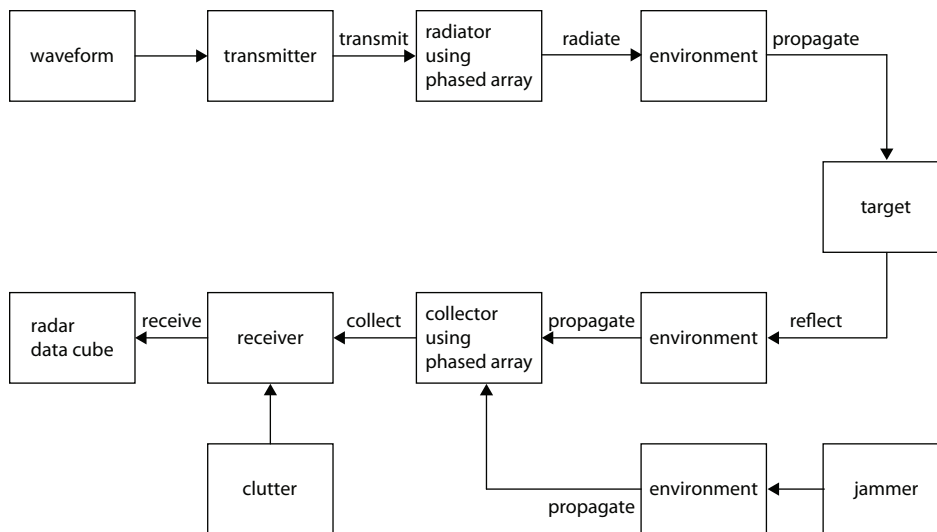 waveform
transmitter
transmit
radiator
using
phased array
radiate
environment
propagate
target
reflect
environment
propagate
collector
using
phased array
collect
receiver
receive
radar
data cube
clutter
propagate
environment
jammer